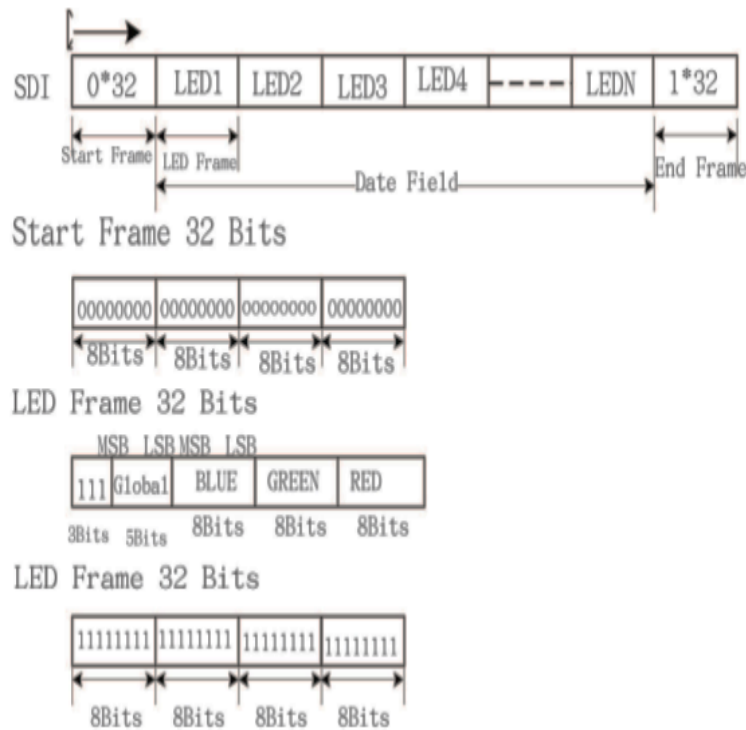 SDI 0*32 LED1 LED2 LED3 LED4 LEDN 1*32
Start Frame LED Frame End Frame
Date Field
Start Frame 32 Bits
00000000 00000000 00000000 00000000
8Bits 8Bits 8Bits 8Bits
LED Frame 32 Bits
MSB LSB MSB LSB
111 Global BLUE GREEN RED
3Bits 5Bits 8Bits 8Bits 8Bits
LED Frame 32 Bits
11111111 11111111 11111111 11111111
8Bits 8Bits 8Bits 8Bits